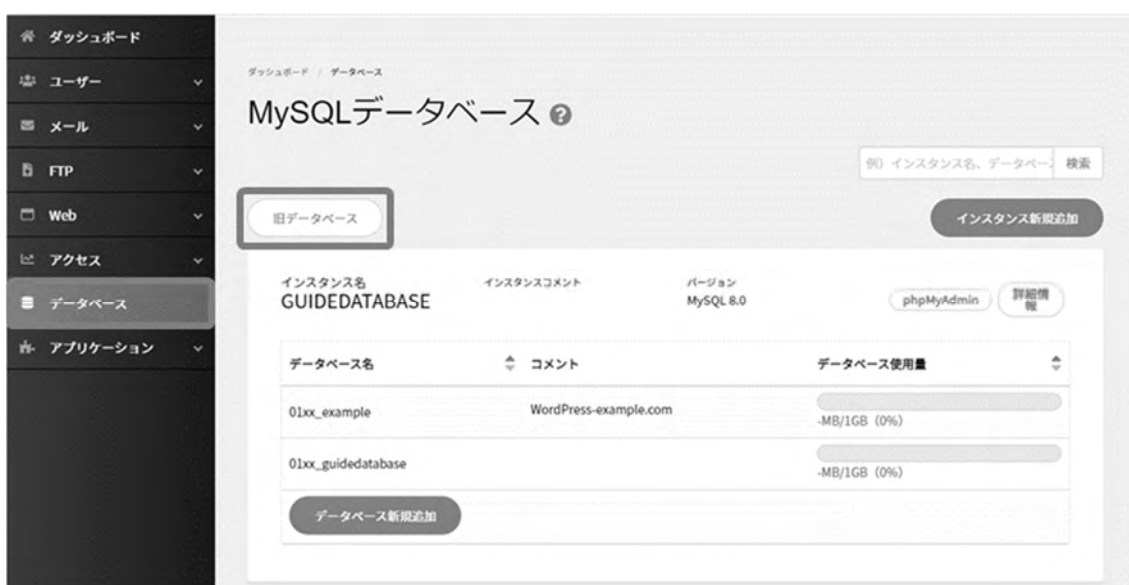 ダッシュボード
ユーザー
メール
FTP
Web
アクセス
データベース
アプリケーション
ダッシュボード / データベース
MySQLデータベース ?
例) インスタンス名、データベース 検索
旧データベース
インスタンス新規追加
インスタンス名
GUIDEDATABASE
インスタンスコメント
バージョン
MySQL 8.0
phpMyAdmin
詳細情
報
データベース名 コメント データベース使用量
01xx_example WordPress-example.com
-MB/1GB (0%)
01xx_guidedatabase
-MB/1GB (0%)
データベース新規追加